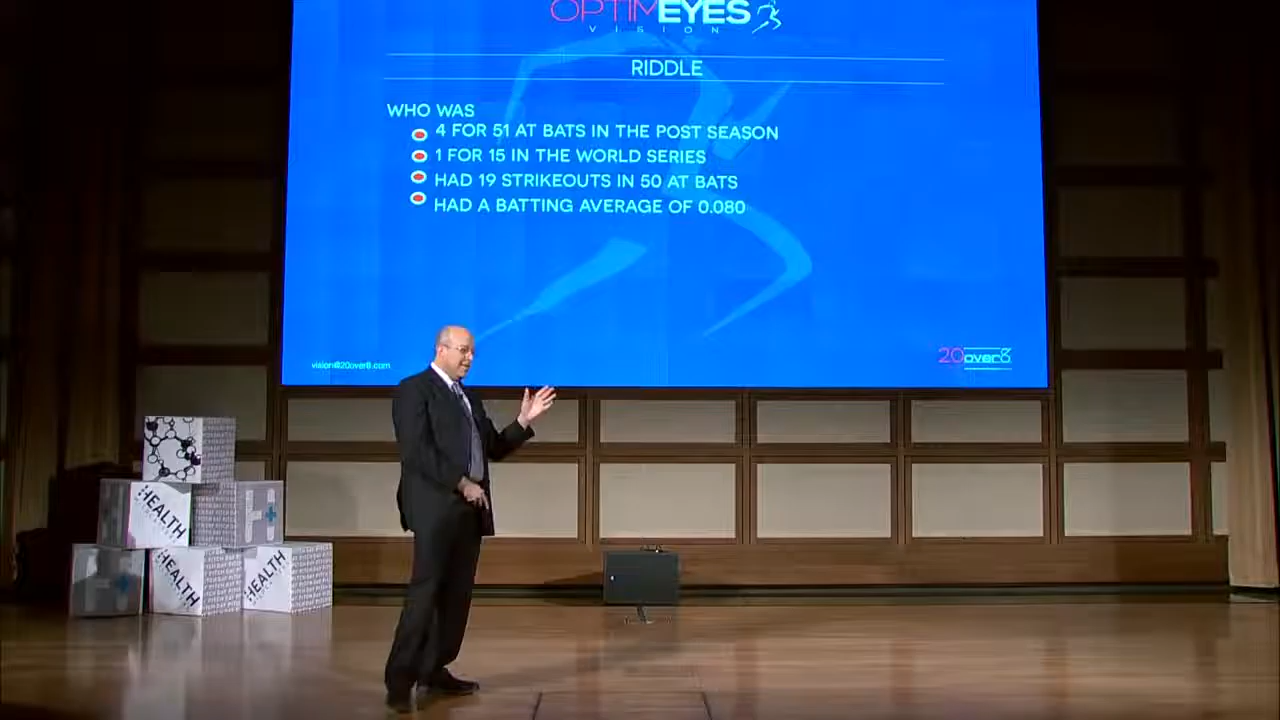 OPTIMEYES
VISION
RIDDLE
WHO WAS
4 FOR 51 AT BATS IN THE POST SEASON
1 FOR 15 IN THE WORLD SERIES
HAD 19 STRIKEOUTS IN 50 AT BATS
HAD A BATTING AVERAGE OF 0.080
vision@20over8.com
20over8
HEALTH
HEALTH
HEALTH